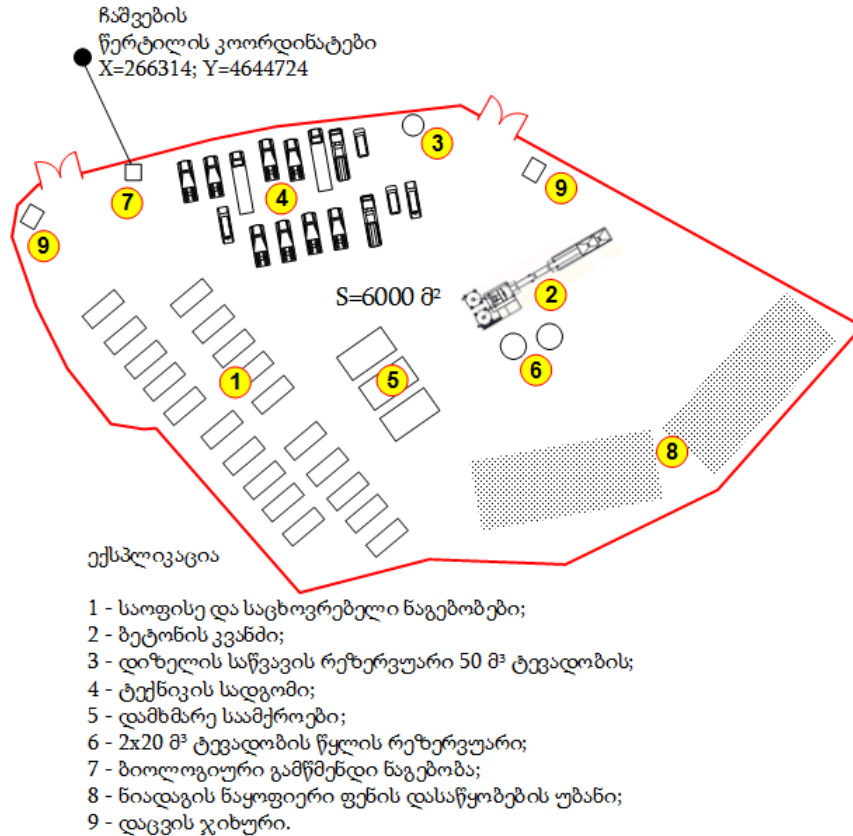 ჩაშვების
წერტილის კოორდინატები
X=266314; Y=4644724
3
9
7
4
9
S=6000 მ²
2
6
1
5
8
ექსპლიკაცია
1 - საოფისე და საცხოვრებელი ნაგებობები;
2 - ბეტონის კვანძი;
3 - დიზელის საწვავის რეზერვუარი 50 მ³ ტევადობის;
4 - ტექნიკის სადგომი;
5 - დამხმარე საამქროები;
6 - 2x20 მ³ ტევადობის წყლის რეზერვუარი;
7 - ბიოლოგიური გამწმენდი ნაგებობა;
8 - ნიადაგის ნაყოფიერი ფენის დასაწყობების უბანი;
9 - დაცვის ჯიხური.